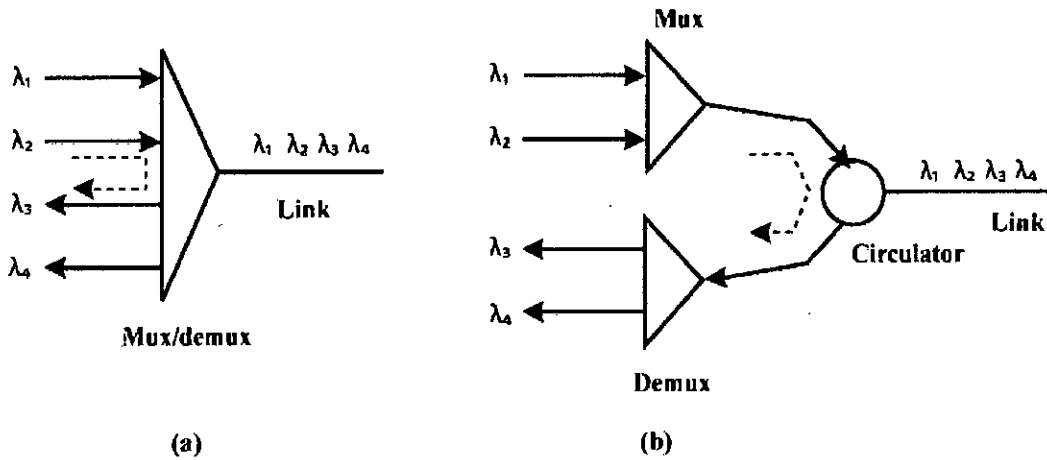 λ₁
λ₂
λ₃
λ₄
λ₁ λ₂ λ₃ λ₄
Link
Mux/demux
(a)
Mux
λ₁
λ₂
λ₃
λ₄
λ₁ λ₂ λ₃ λ₄
Link
Circulator
Demux
(b)